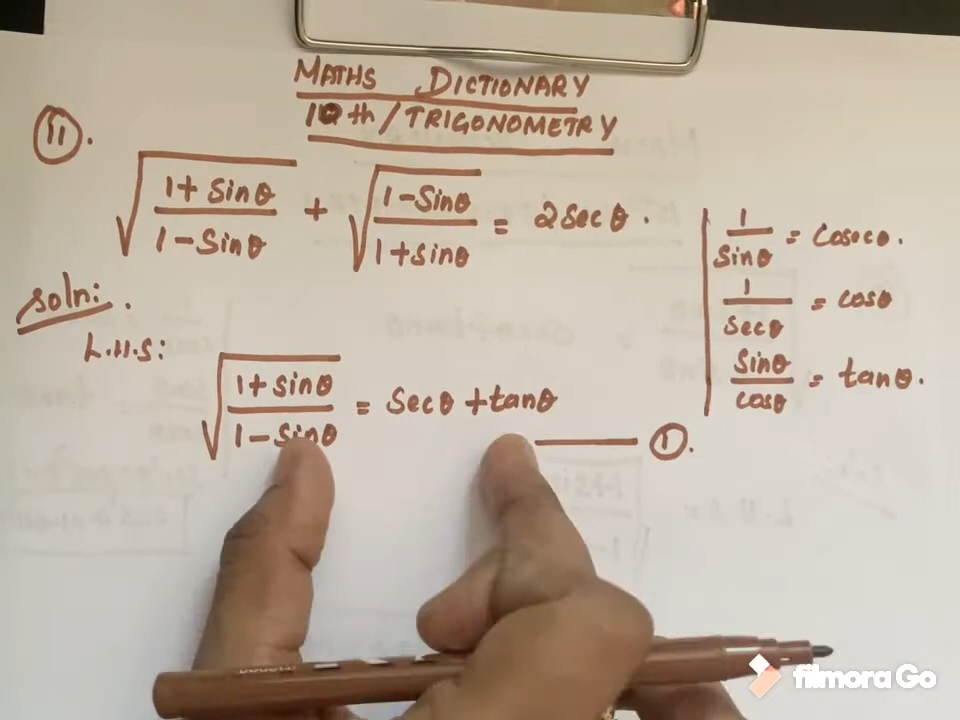 MATHS DICTIONARY
10th/TRIGONOMETRY
11.
√(1+sinθ / 1-sinθ) + √(1-sinθ / 1+sinθ) = 2secθ.
1/sinθ = cosecθ.
1/secθ = cosθ
sinθ/cosθ = tanθ.
soln:.
L.H.S:
√(1+sinθ / 1-sinθ) = secθ + tanθ — ①.
filmora Go